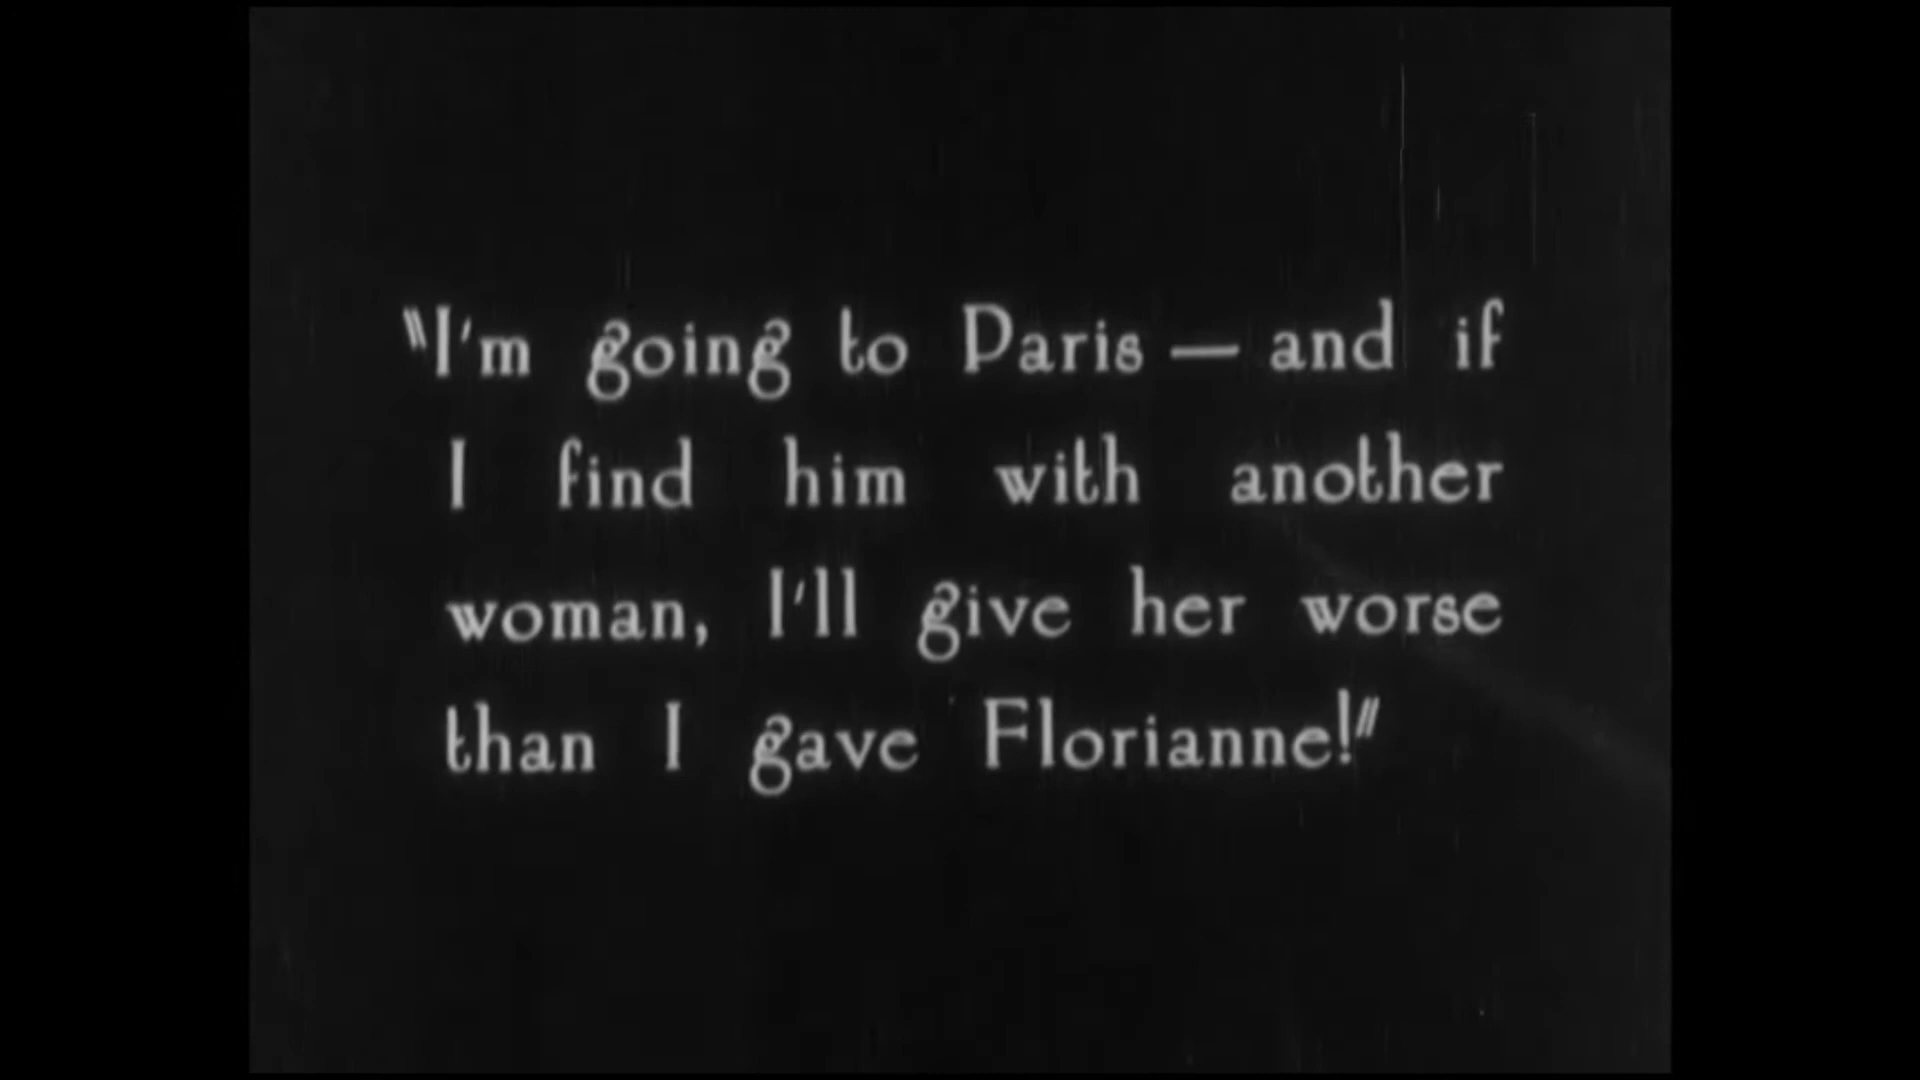 "I'm going to Paris — and if
I find him with another
woman, I'll give her worse
than I gave Florianne!"